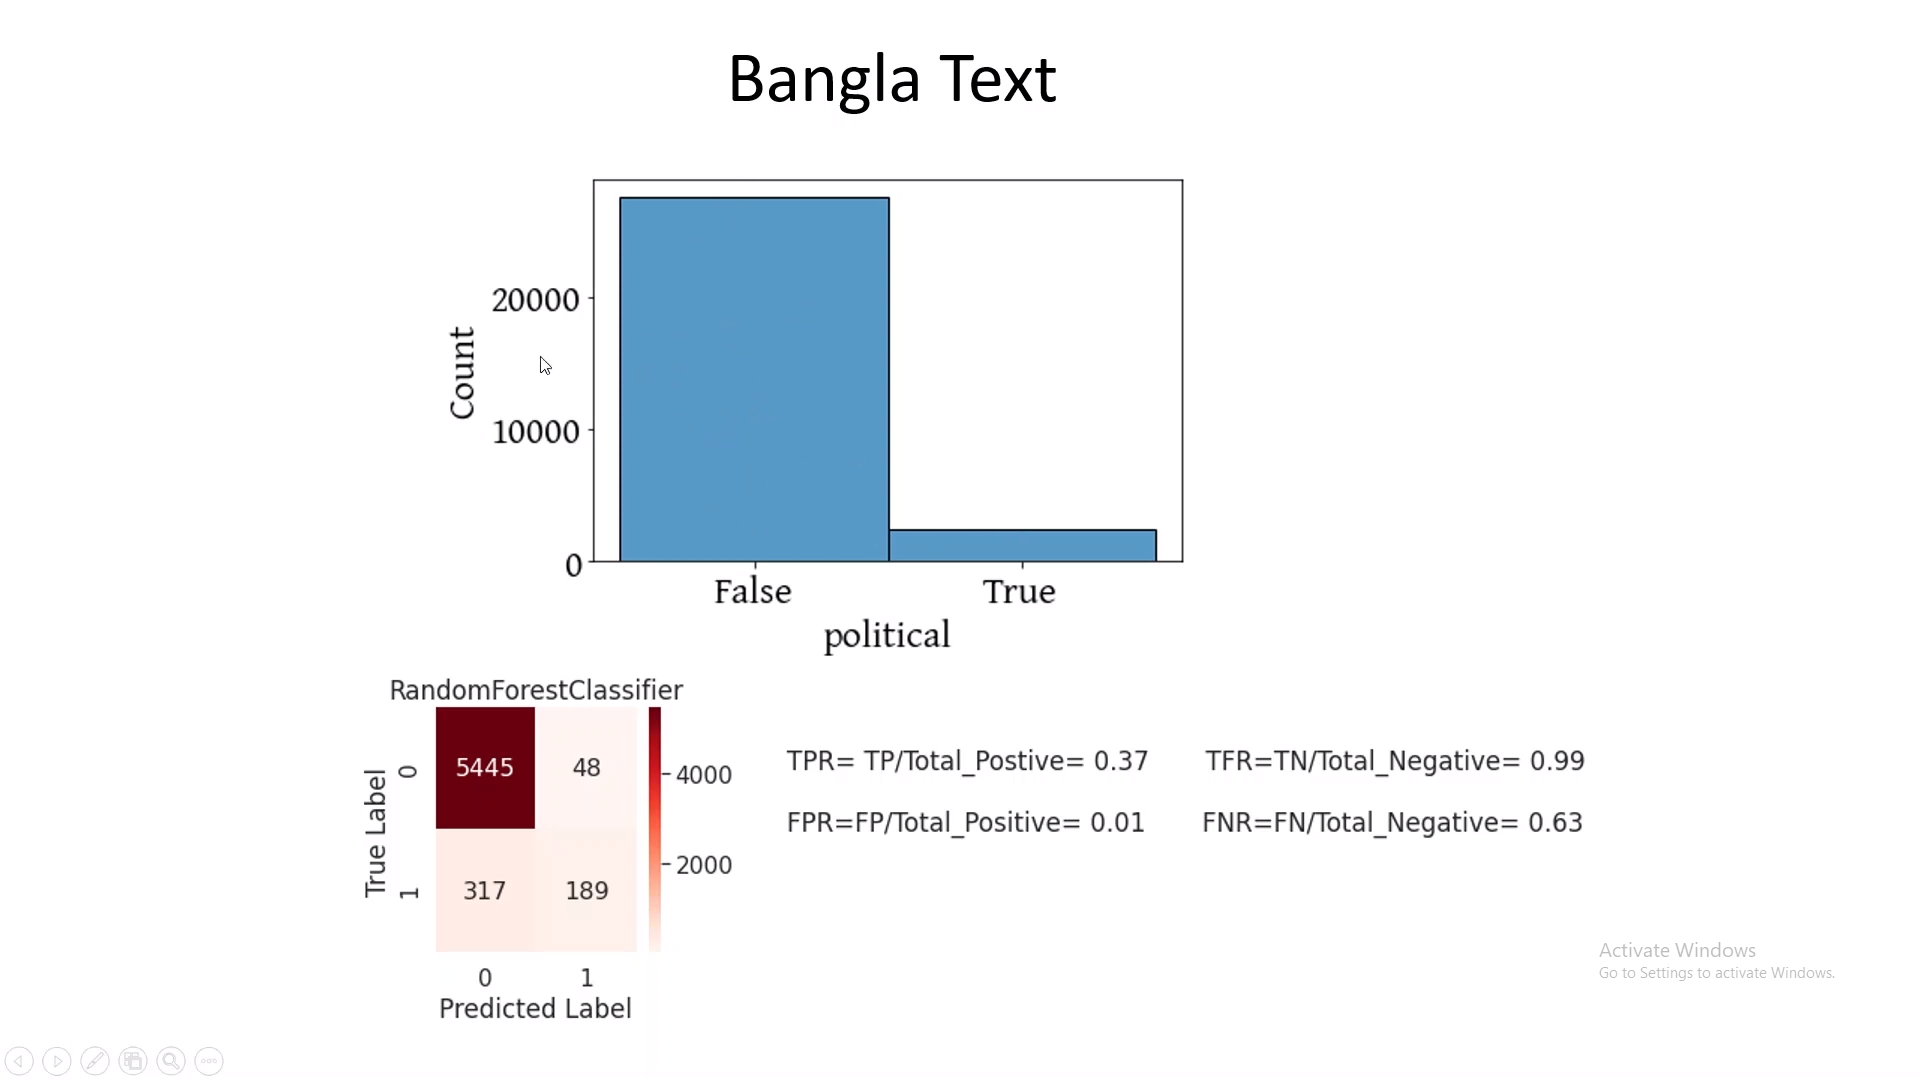 Bangla Text
20000
10000
0
Count
False True
political
RandomForestClassifier
5445 48
317 189
True Label
0
1
0 1
Predicted Label
4000
2000
TPR= TP/Total_Postive= 0.37
TFR=TN/Total_Negative= 0.99
FPR=FP/Total_Positive= 0.01
FNR=FN/Total_Negative= 0.63
Activate Windows
Go to Settings to activate Windows.